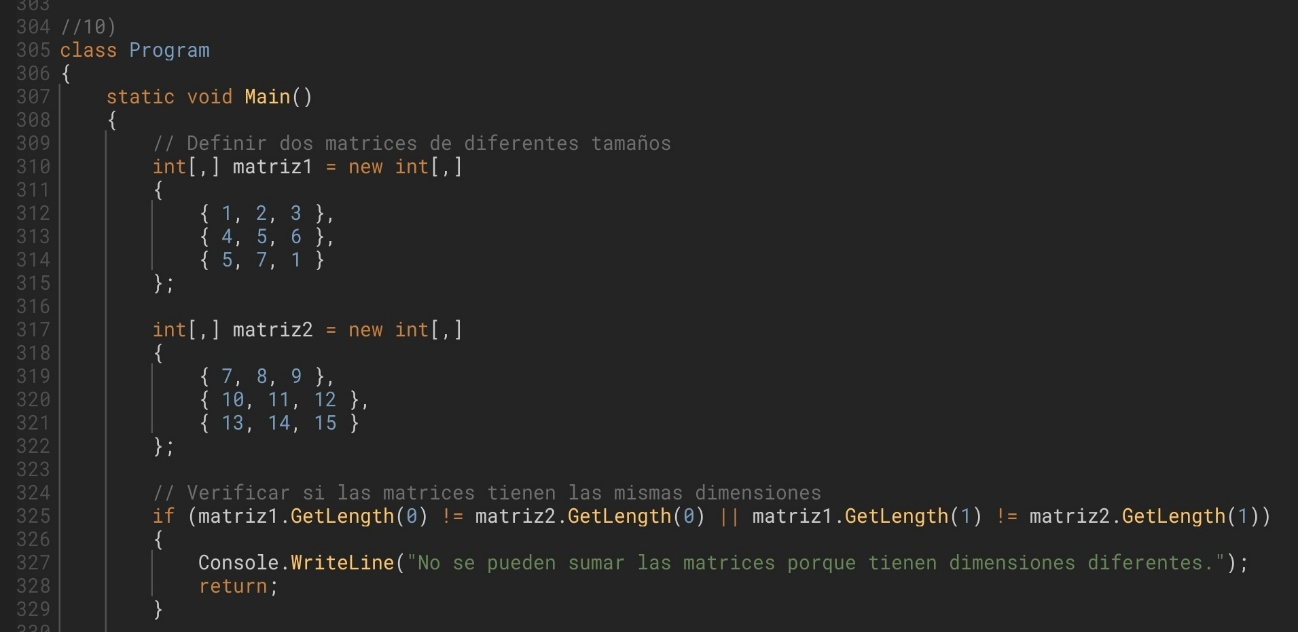 303
304 //10)
305 class Program
306 {
307     static void Main()
308     {
309         // Definir dos matrices de diferentes tamaños
310         int[,] matriz1 = new int[,]
311         {
312             { 1, 2, 3 },
313             { 4, 5, 6 },
314             { 5, 7, 1 }
315         };
316
317         int[,] matriz2 = new int[,]
318         {
319             { 7, 8, 9 },
320             { 10, 11, 12 },
321             { 13, 14, 15 }
322         };
323
324         // Verificar si las matrices tienen las mismas dimensiones
325         if (matriz1.GetLength(0) != matriz2.GetLength(0) || matriz1.GetLength(1) != matriz2.GetLength(1))
326         {
327             Console.WriteLine("No se pueden sumar las matrices porque tienen dimensiones diferentes.");
328             return;
329         }
330